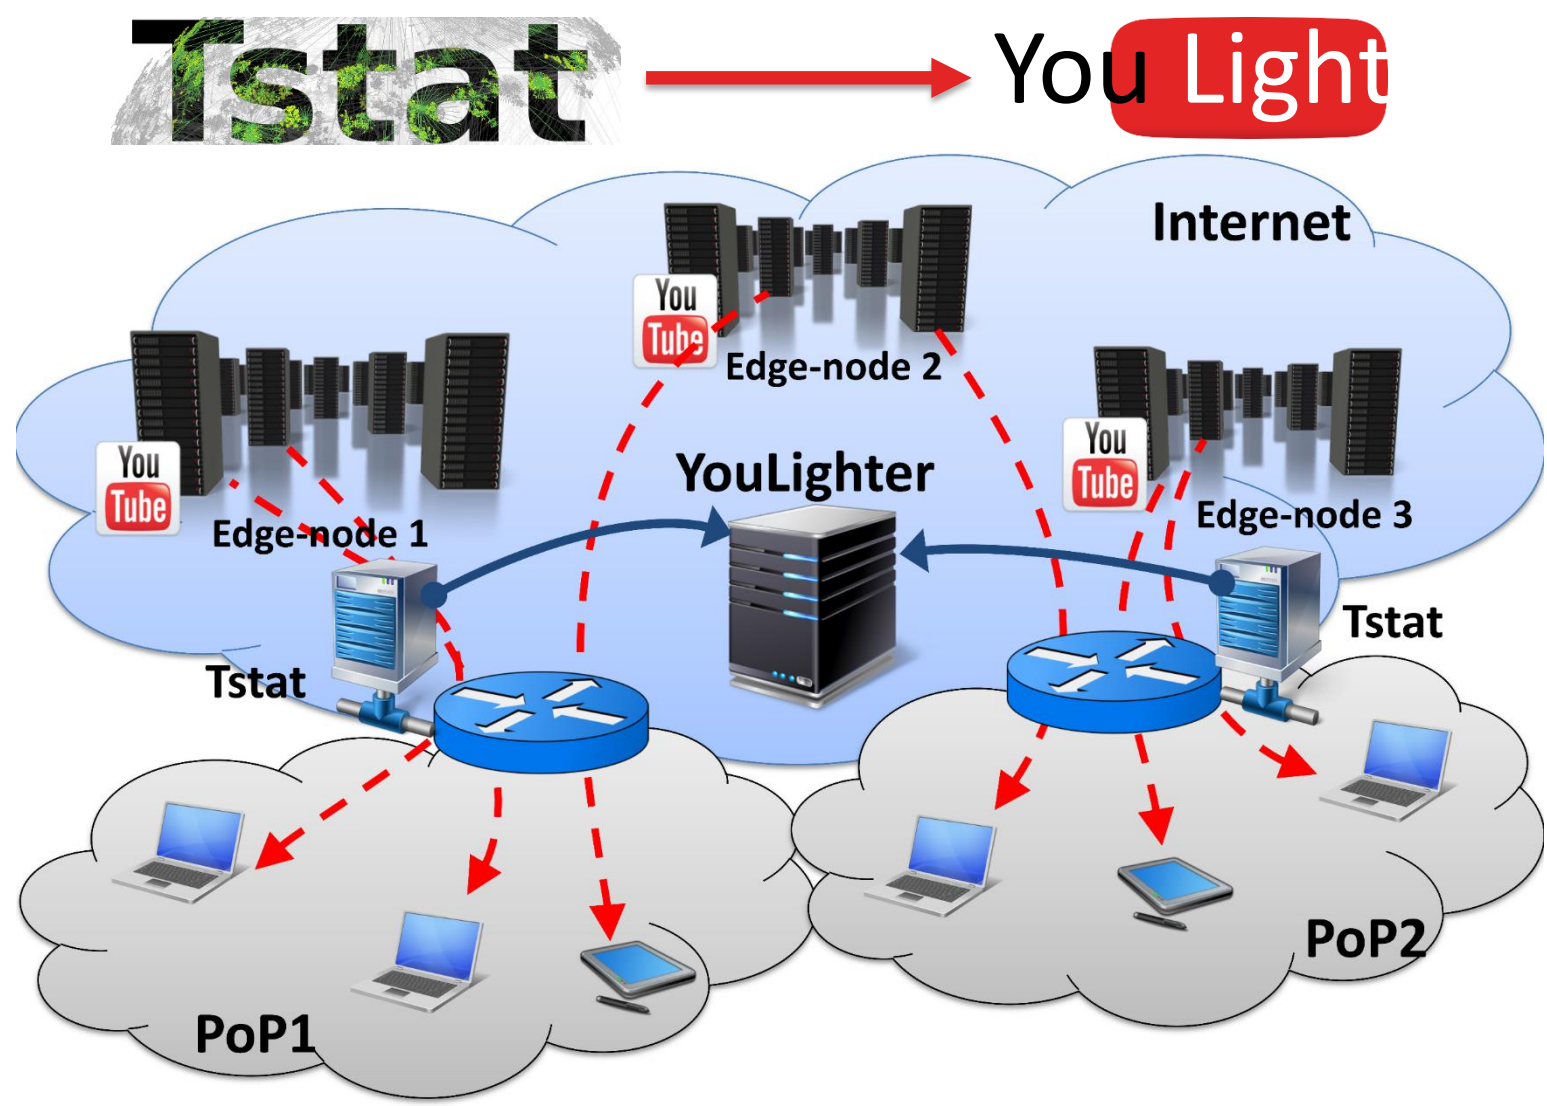 Tstat
You Light
Internet
You
Tube
Edge-node 2
You
Tube
Edge-node 1
YouLighter
You
Tube
Edge-node 3
Tstat
Tstat
PoP2
PoP1